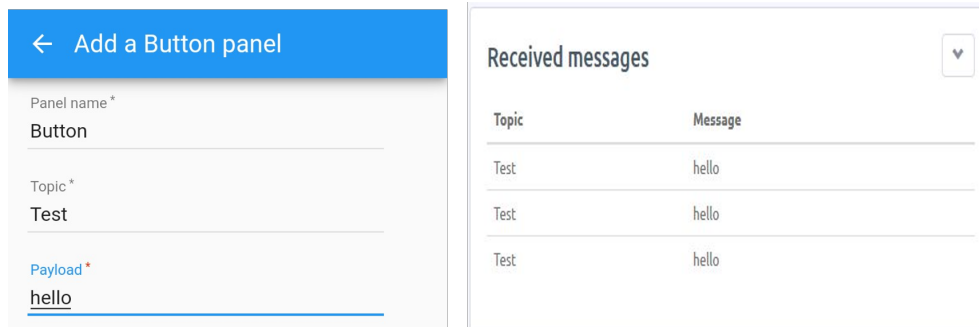 Add a Button panel
Panel name *
Button
Topic *
Test
Payload *
hello
Received messages
Topic Message
Test hello
Test hello
Test hello